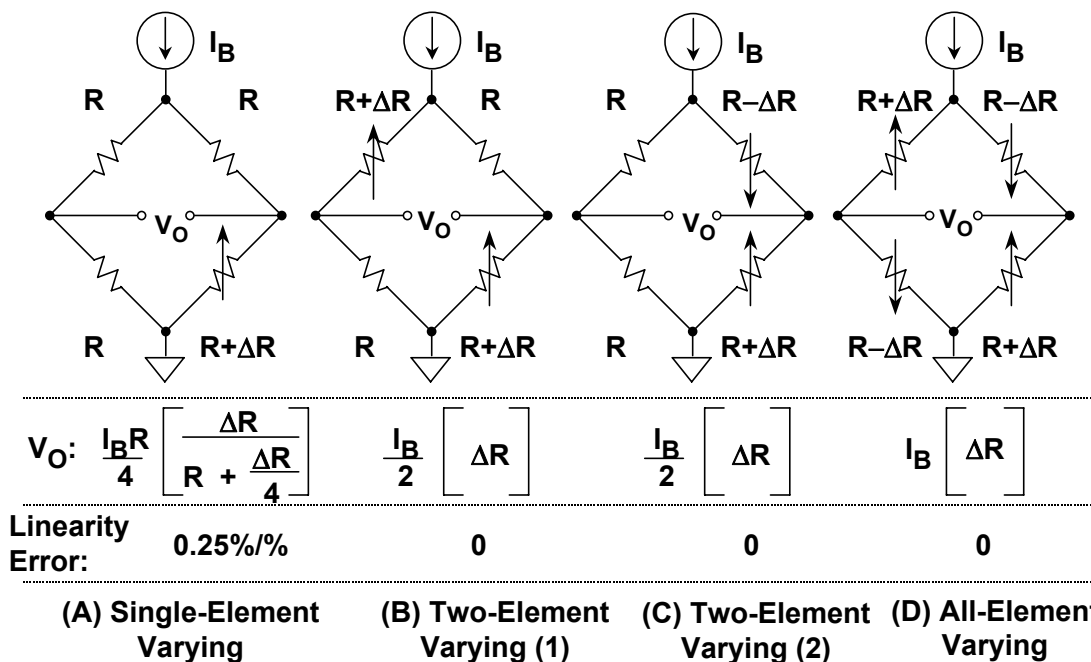 I_B I_B I_B I_B
R R R+ΔR R R R−ΔR R+ΔR R−ΔR
V_O V_O V_O V_O
R R+ΔR R R+ΔR R R+ΔR R−ΔR R+ΔR
V_O: I_BR/4 [ΔR/(R + ΔR/4)] I_B/2 [ΔR] I_B/2 [ΔR] I_B [ΔR]
Linearity
Error: 0.25%/% 0 0 0
(A) Single-Element (B) Two-Element (C) Two-Element (D) All-Element
Varying Varying (1) Varying (2) Varying